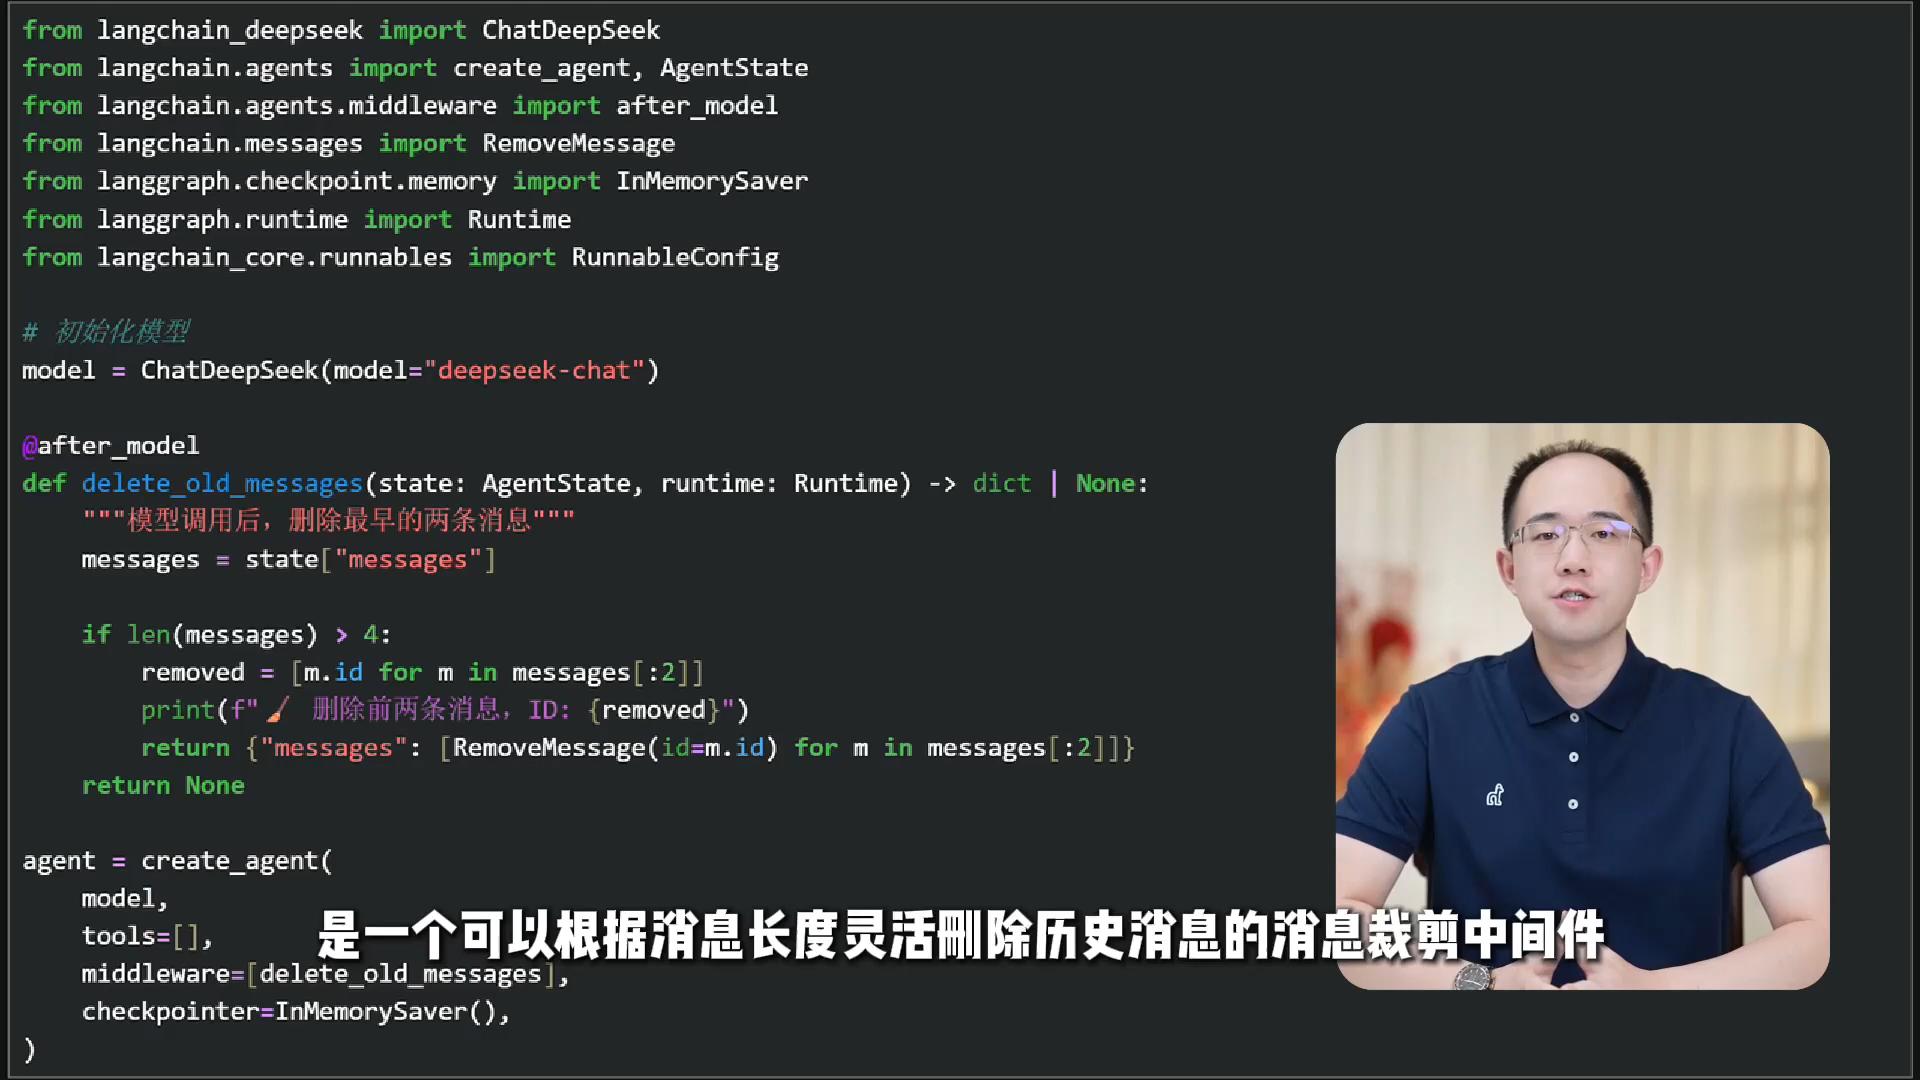 from langchain_deepseek import ChatDeepSeek
from langchain.agents import create_agent, AgentState
from langchain.agents.middleware import after_model
from langchain.messages import RemoveMessage
from langgraph.checkpoint.memory import InMemorySaver
from langgraph.runtime import Runtime
from langchain_core.runnables import RunnableConfig

# 初始化模型
model = ChatDeepSeek(model="deepseek-chat")

@after_model
def delete_old_messages(state: AgentState, runtime: Runtime) -> dict | None:
    """模型调用后，删除最早的两条消息"""
    messages = state["messages"]

    if len(messages) > 4:
        removed = [m.id for m in messages[:2]]
        print(f"🧹 删除前两条消息，ID: {removed}")
        return {"messages": [RemoveMessage(id=m.id) for m in messages[:2]]}
    return None

agent = create_agent(
    model,
    tools=[],
    middleware=[delete_old_messages],
    checkpointer=InMemorySaver(),
)
是一个可以根据消息长度灵活删除历史消息的消息裁剪中间件